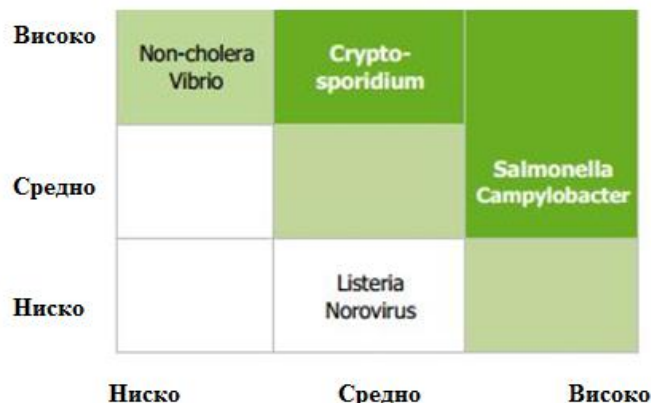 Високо
Non-cholera
Vibrio
Crypto-
sporidium
Средно
Salmonella
Campylobacter
Ниско
Listeria
Norovirus
Ниско Средно Високо